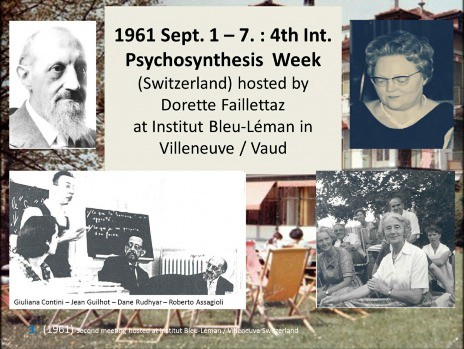 1961 Sept. 1 – 7. : 4th Int.
Psychosynthesis Week
(Switzerland) hosted by
Dorette Faillettaz
at Institut Bleu-Léman in
Villeneuve / Vaud
Giuliana Contini – Jean Guilhot – Dane Rudhyar – Roberto Assagioli
(1961) Second meeting hosted at Institut Bleu-Léman / Villeneuve Switzerland